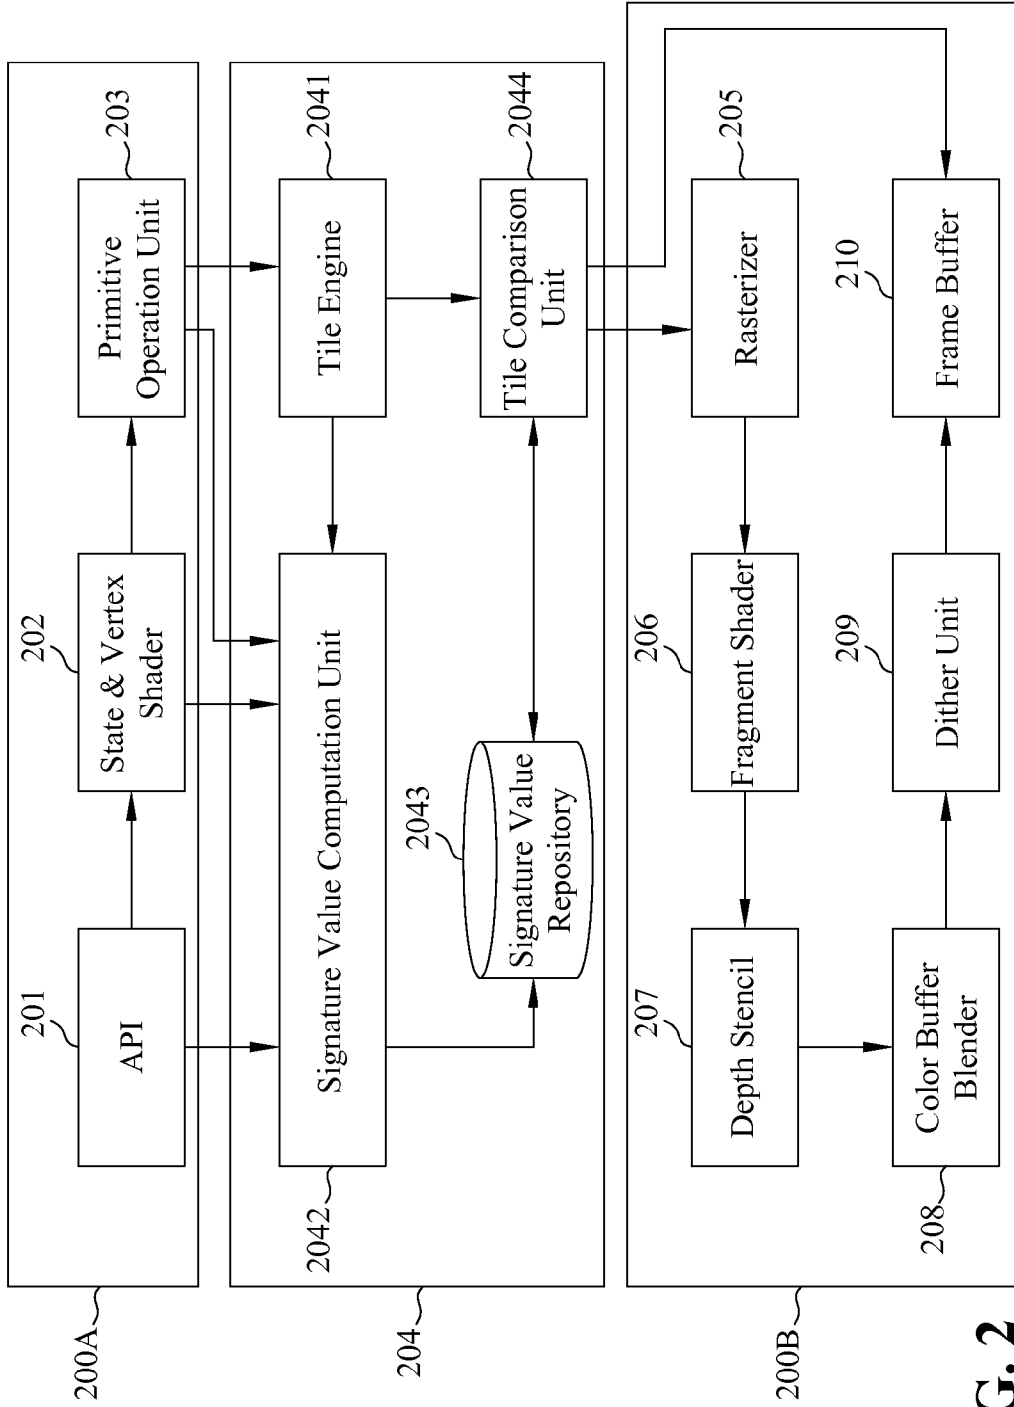 200A
201
API
202
State & Vertex
Shader
203
Primitive
Operation Unit
204
2042
Signature Value Computation Unit
2041
Tile Engine
2043
Signature Value
Repository
2044
Tile Comparison
Unit
200B
207
Depth Stencil
206
Fragment Shader
205
Rasterizer
208
Color Buffer
Blender
209
Dither Unit
210
Frame Buffer
G. 2